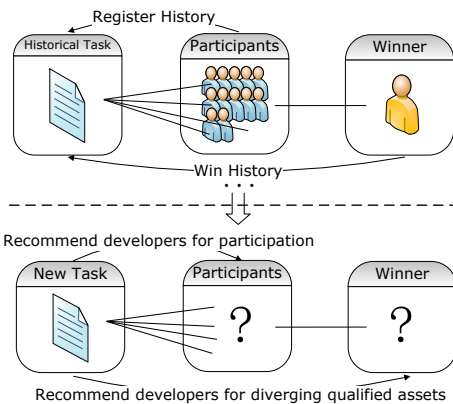 Register History
Historical Task
Participants
Winner
Win History
...
Recommend developers for participation
New Task
Participants
Winner
?
?
Recommend developers for diverging qualified assets